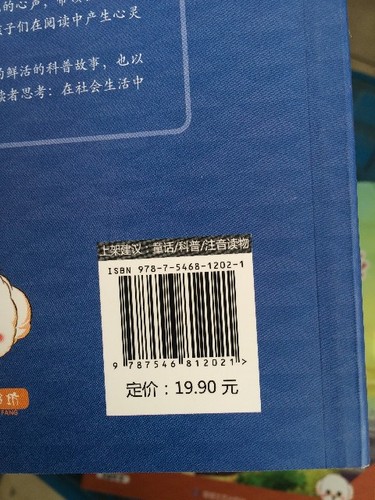 的心声，带
孩子们在阅读中产生心灵
鲜活的科普故事，也以
读者思考：在社会生活中
上架建议：童话/科普/注音读物
ISBN 978-7-5468-1202-1
9 787546 812021
定价：19.90 元
FANG